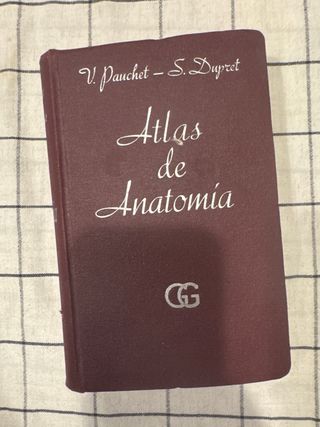 V. Pauchet – S. Dupret
Atlas
de
Anatomía
GG